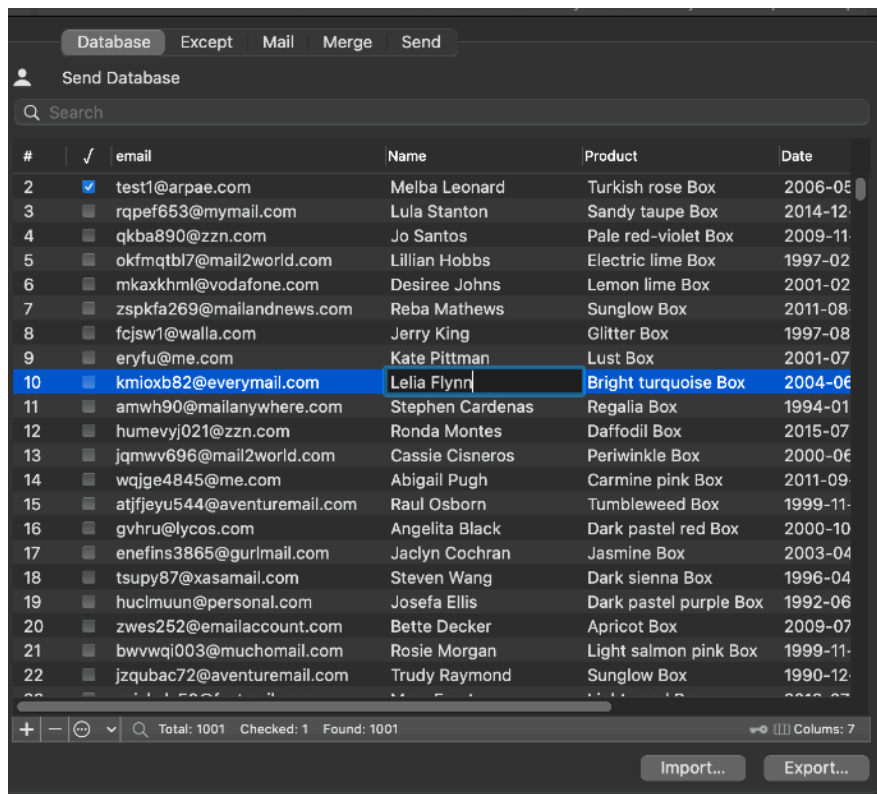 Database Except Mail Merge Send
Send Database
Search
# √ email Name Product Date
2 test1@arpae.com Melba Leonard Turkish rose Box 2006-05
3 rqpef653@mymail.com Lula Stanton Sandy taupe Box 2014-12-
4 qkba890@zzn.com Jo Santos Pale red-violet Box 2009-11-
5 okfmqtbl7@mail2world.com Lillian Hobbs Electric lime Box 1997-02
6 mkaxkhml@vodafone.com Desiree Johns Lemon lime Box 2001-02
7 zspkfa269@mailandnews.com Reba Mathews Sunglow Box 2011-08-
8 fcjsw1@walla.com Jerry King Glitter Box 1997-08
9 eryfu@me.com Kate Pittman Lust Box 2001-07
10 kmioxb82@everymail.com Lelia Flynn Bright turquoise Box 2004-06
11 amwh90@mailanywhere.com Stephen Cardenas Regalia Box 1994-01
12 humevyj021@zzn.com Ronda Montes Daffodil Box 2015-07
13 jqmwv696@mail2world.com Cassie Cisneros Periwinkle Box 2000-06
14 wqjge4845@me.com Abigail Pugh Carmine pink Box 2011-09-
15 atjfjeyu544@aventuremail.com Raul Osborn Tumbleweed Box 1999-11-
16 gvhru@lycos.com Angelita Black Dark pastel red Box 2000-10
17 enefins3865@gurlmail.com Jaclyn Cochran Jasmine Box 2003-04
18 tsupy87@xasamail.com Steven Wang Dark sienna Box 1996-04
19 huclmuun@personal.com Josefa Ellis Dark pastel purple Box 1992-06
20 zwes252@emailaccount.com Bette Decker Apricot Box 2009-07
21 bwvwqi003@muchomail.com Rosie Morgan Light salmon pink Box 1999-11-
22 jzqubac72@aventuremail.com Trudy Raymond Sunglow Box 1990-12-
Total: 1001 Checked: 1 Found: 1001 Colums: 7
Import... Export...